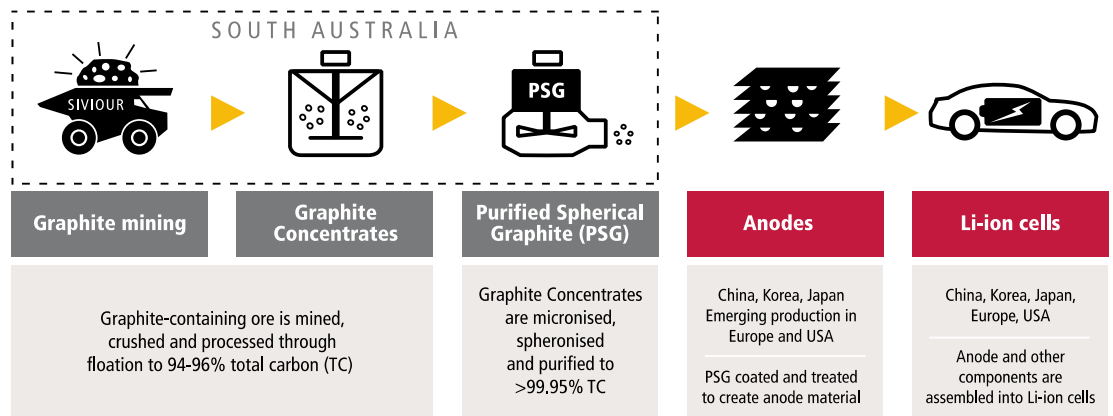 SOUTH AUSTRALIA
SIVIOUR
PSG
Graphite mining
Graphite
Concentrates
Purified Spherical
Graphite (PSG)
Anodes
Li-ion cells
Graphite-containing ore is mined,
crushed and processed through
floation to 94-96% total carbon (TC)
Graphite Concentrates
are micronised,
spheronised
and purified to
>99.95% TC
China, Korea, Japan
Emerging production in
Europe and USA
PSG coated and treated
to create anode material
China, Korea, Japan,
Europe, USA
Anode and other
components are
assembled into Li-ion cells